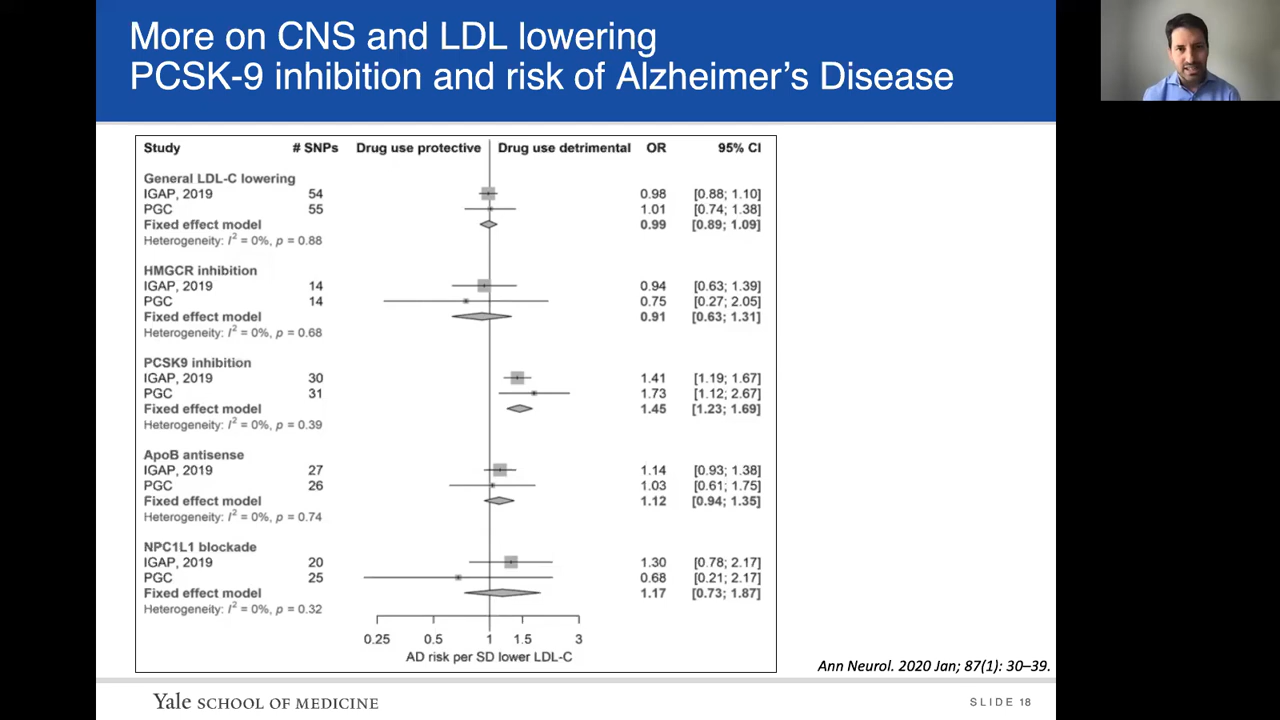 More on CNS and LDL lowering
PCSK-9 inhibition and risk of Alzheimer's Disease
Study # SNPs Drug use protective Drug use detrimental OR 95% CI
General LDL-C lowering
IGAP, 2019 54 0.98 [0.88; 1.10]
PGC 55 1.01 [0.74; 1.38]
Fixed effect model 0.99 [0.89; 1.09]
Heterogeneity: I² = 0%, p = 0.88
HMGCR inhibition
IGAP, 2019 14 0.94 [0.63; 1.39]
PGC 14 0.75 [0.27; 2.05]
Fixed effect model 0.91 [0.63; 1.31]
Heterogeneity: I² = 0%, p = 0.68
PCSK9 inhibition
IGAP, 2019 30 1.41 [1.19; 1.67]
PGC 31 1.73 [1.12; 2.67]
Fixed effect model 1.45 [1.23; 1.69]
Heterogeneity: I² = 0%, p = 0.39
ApoB antisense
IGAP, 2019 27 1.14 [0.93; 1.38]
PGC 26 1.03 [0.61; 1.75]
Fixed effect model 1.12 [0.94; 1.35]
Heterogeneity: I² = 0%, p = 0.74
NPC1L1 blockade
IGAP, 2019 20 1.30 [0.78; 2.17]
PGC 25 0.68 [0.21; 2.17]
Fixed effect model 1.17 [0.73; 1.87]
Heterogeneity: I² = 0%, p = 0.32
0.25 0.5 1 1.5 3
AD risk per SD lower LDL-C
Ann Neurol. 2020 Jan; 87(1): 30–39.
Yale SCHOOL OF MEDICINE
SLIDE 18